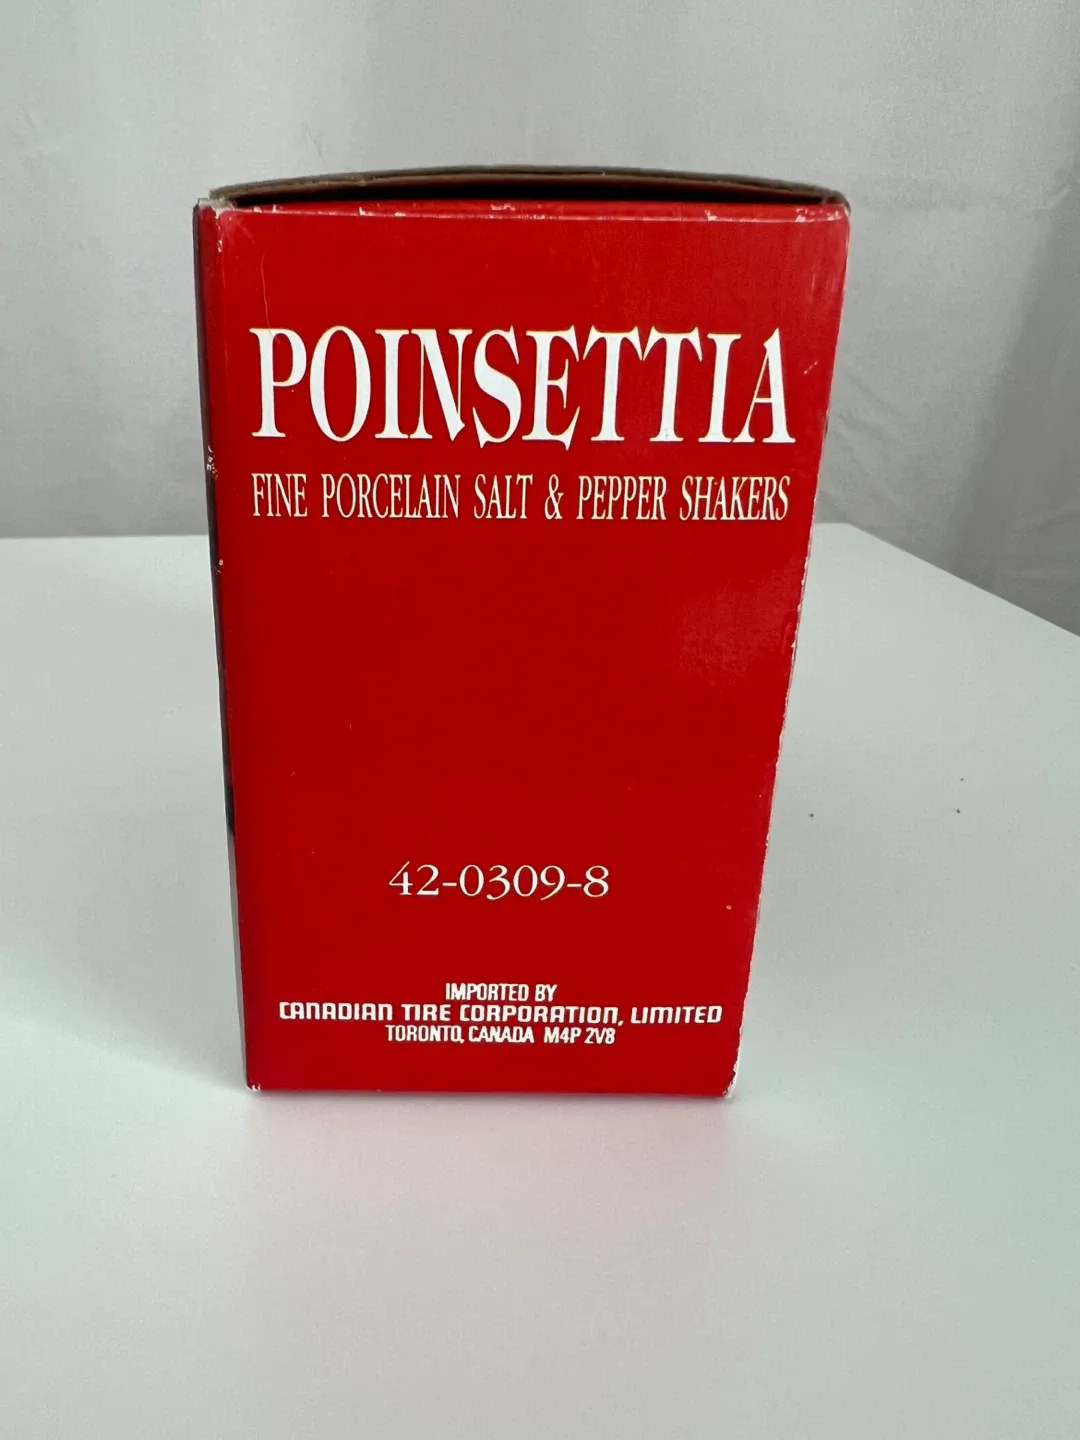 POINSETTIA
FINE PORCELAIN SALT & PEPPER SHAKERS
42-0309-8
IMPORTED BY
CANADIAN TIRE CORPORATION, LIMITED
TORONTO, CANADA M4P 2V8